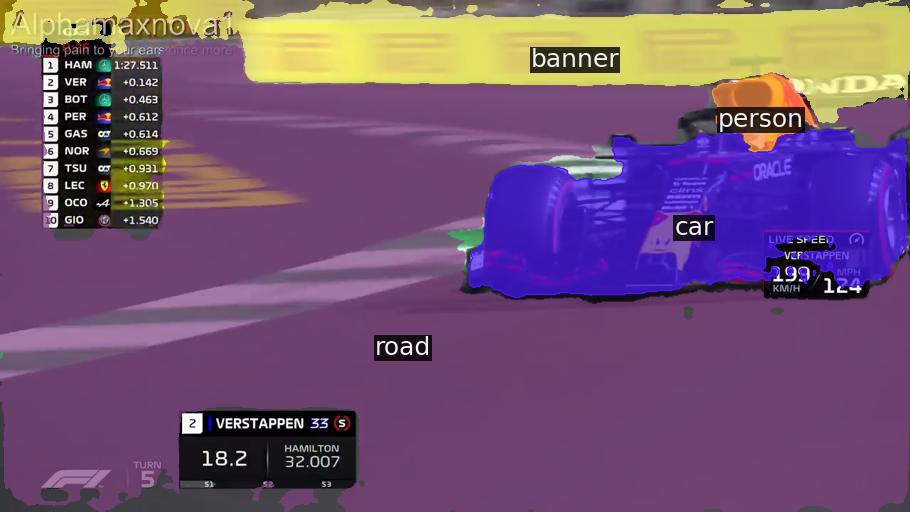 Alphamaxnova1
Bringing pain to your ears once more
1 HAM 1:27.511
2 VER +0.142
3 BOT +0.463
4 PER +0.612
5 GAS +0.614
6 NOR +0.669
7 TSU +0.931
8 LEC +0.970
9 OCO +1.305
10 GIO +1.540
banner
person
ORACLE
car
LIVE SPEED
VERSTAPPEN
199 KM/H
124 MPH
road
2 VERSTAPPEN 33 S
18.2
HAMILTON
32.007
S1 S2 S3
F1
TURN
5